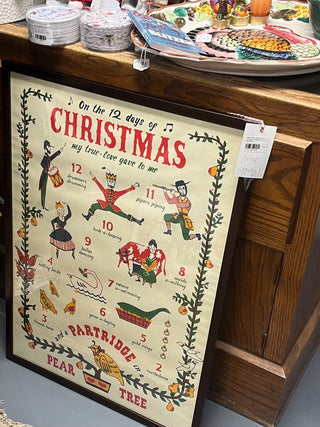 On the 12 days of
CHRISTMAS
my true-love gave to me
12
drummers
drumming
11
pipers piping
10
lords a-leaping
9
ladies
dancing
8
maids
a-milking
7 swans
a-swimming
6
geese a-laying
5
gold rings
4
calling birds
3
french hens
2
turtledoves
and a
PARTRIDGE
in a
PEAR
TREE